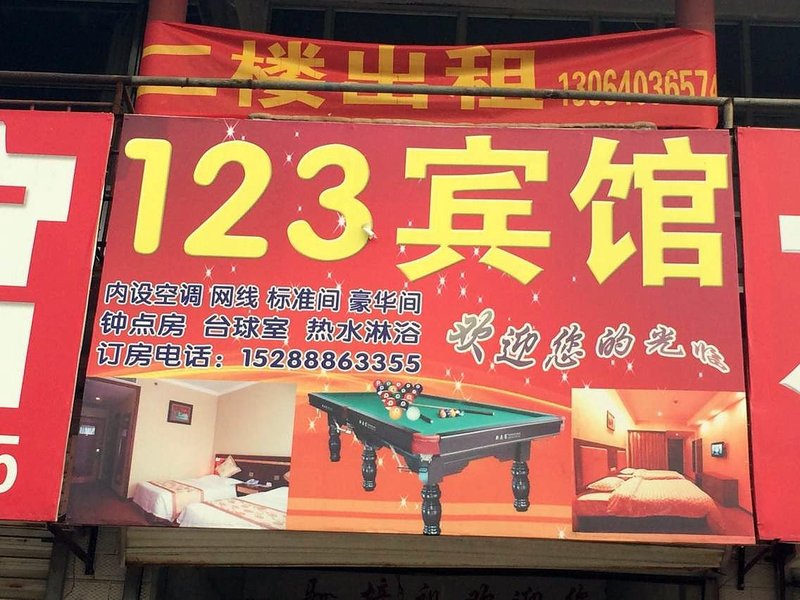 二楼出租 13064036574
123宾馆
内设空调 网线 标准间 豪华间
钟点房 台球室 热水淋浴
订房电话：15288863355
欢迎您的光临